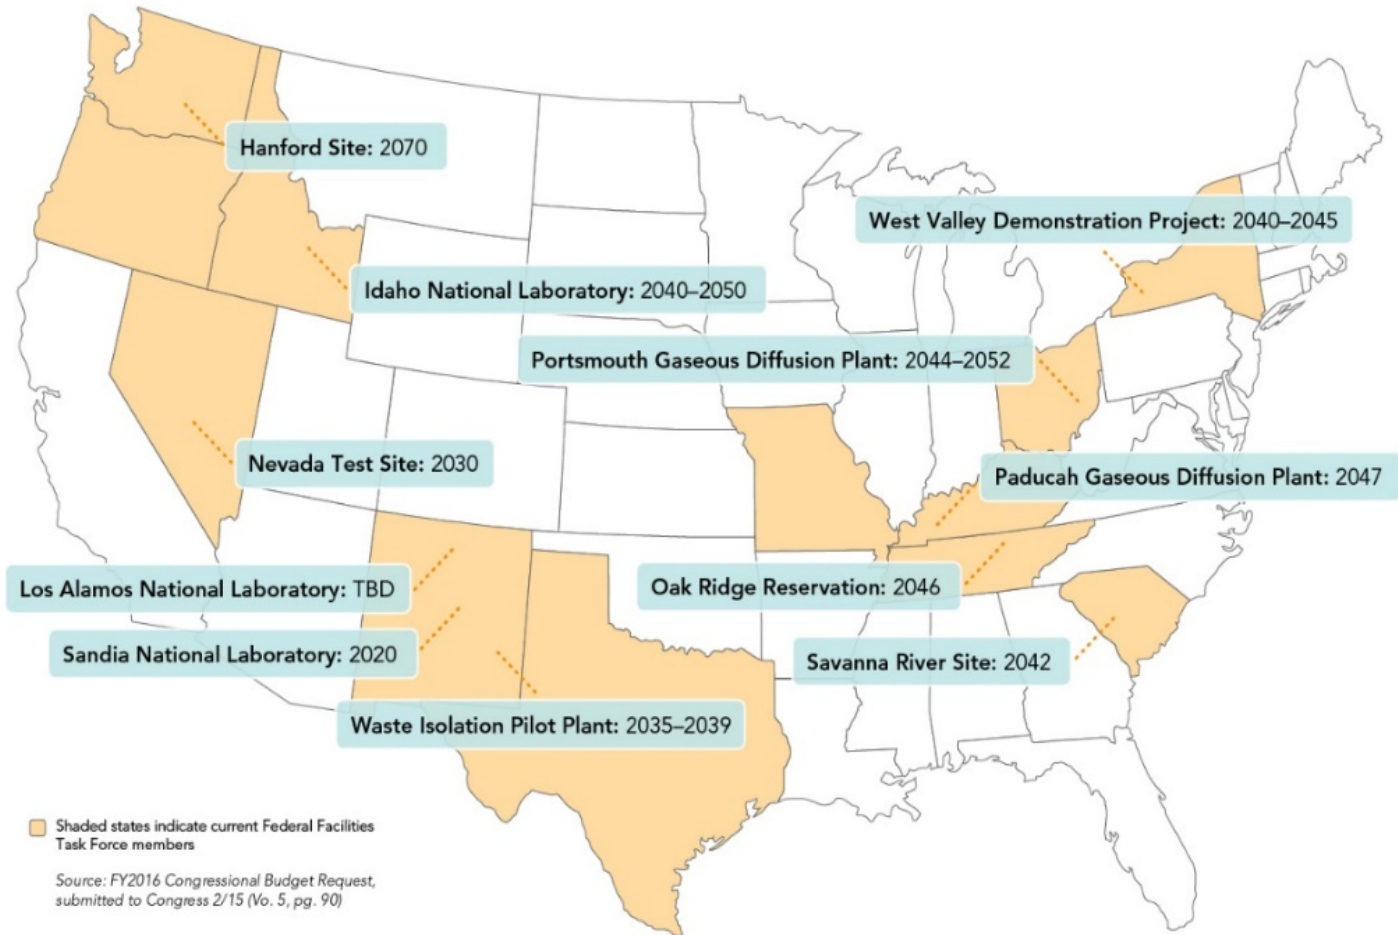 Hanford Site: 2070
West Valley Demonstration Project: 2040–2045
Idaho National Laboratory: 2040–2050
Portsmouth Gaseous Diffusion Plant: 2044–2052
Nevada Test Site: 2030
Paducah Gaseous Diffusion Plant: 2047
Los Alamos National Laboratory: TBD
Oak Ridge Reservation: 2046
Sandia National Laboratory: 2020
Savanna River Site: 2042
Waste Isolation Pilot Plant: 2035–2039
Shaded states indicate current Federal Facilities
Task Force members
Source: FY2016 Congressional Budget Request,
submitted to Congress 2/15 (Vo. 5, pg. 90)